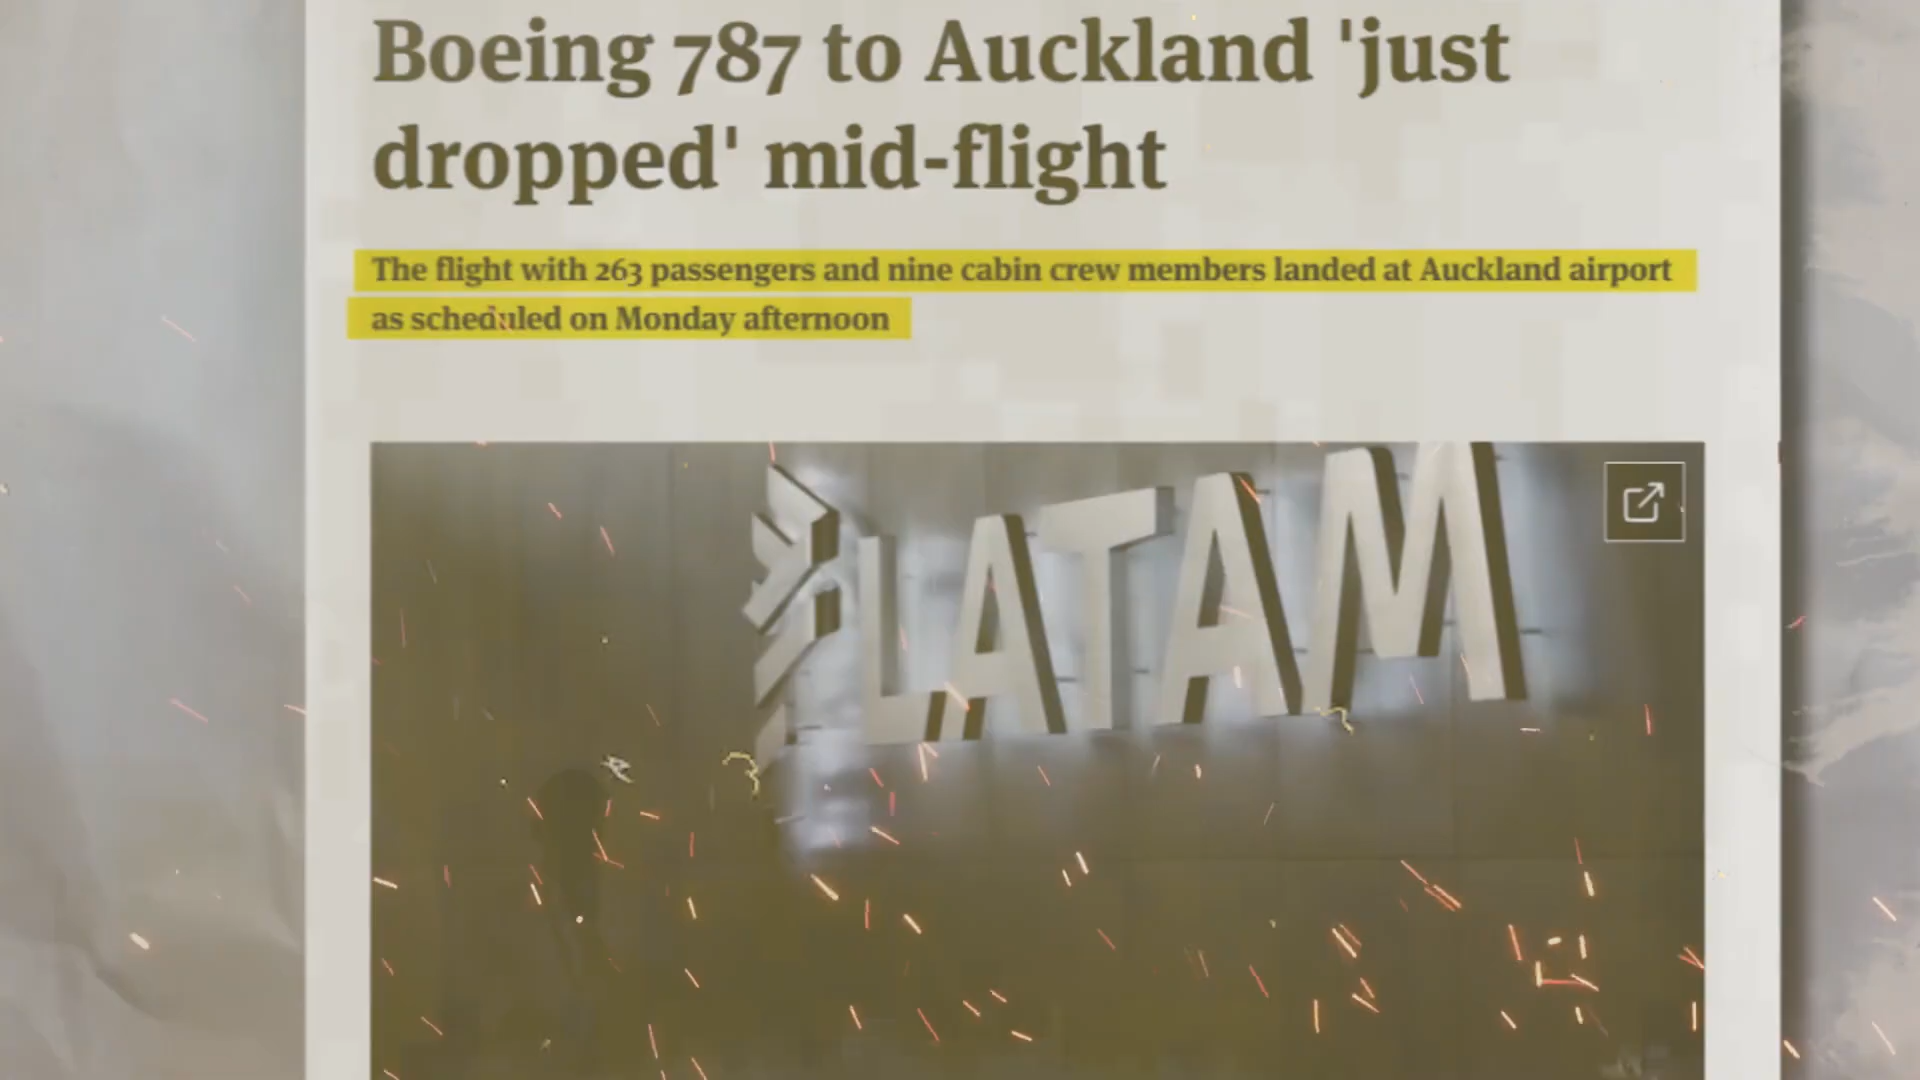 Boeing 787 to Auckland 'just
dropped' mid-flight
The flight with 263 passengers and nine cabin crew members landed at Auckland airport
as scheduled on Monday afternoon
LATAM